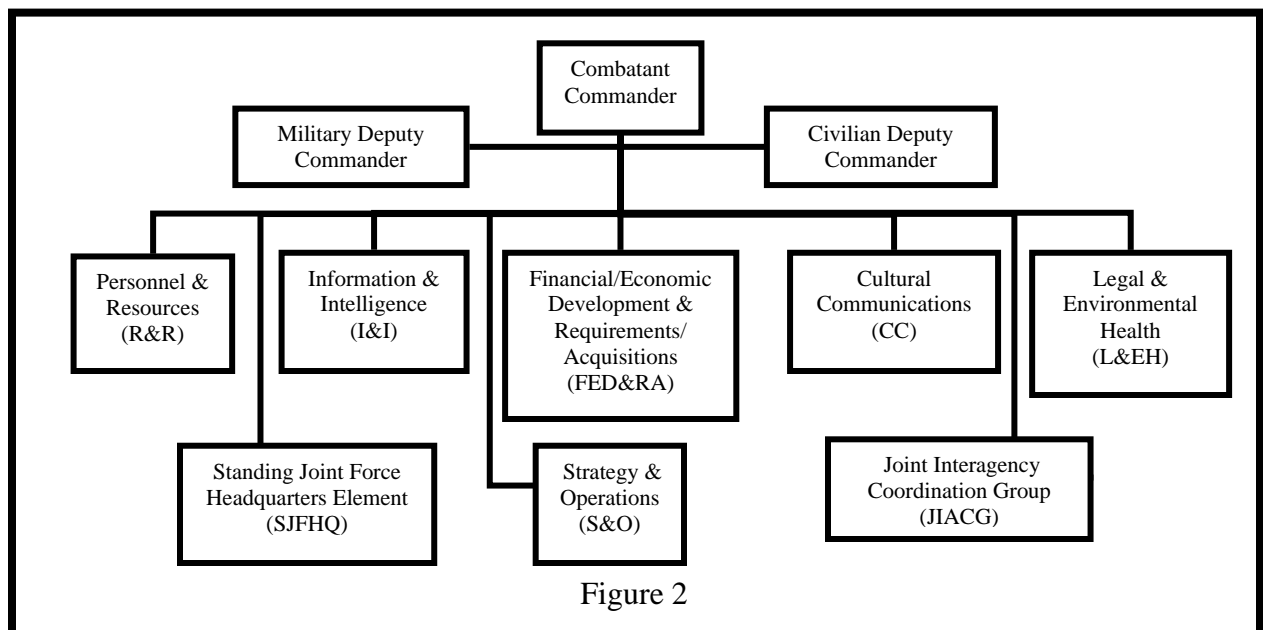 Combatant
Commander
Military Deputy
Commander
Civilian Deputy
Commander
Personnel &
Resources
(R&R)
Information &
Intelligence
(I&I)
Financial/Economic
Development &
Requirements/
Acquisitions
(FED&RA)
Cultural
Communications
(CC)
Legal &
Environmental
Health
(L&EH)
Standing Joint Force
Headquarters Element
(SJFHQ)
Strategy &
Operations
(S&O)
Joint Interagency
Coordination Group
(JIACG)
Figure 2